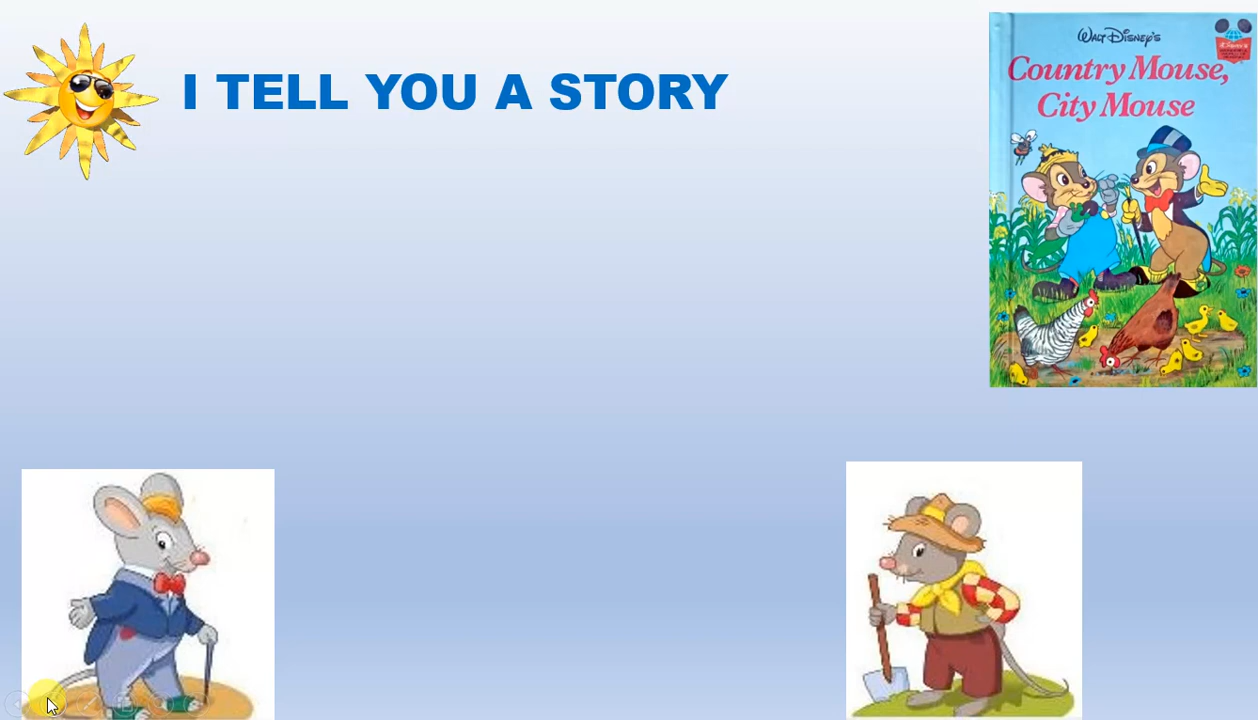 I TELL YOU A STORY
WALT DISNEY'S
Country Mouse,
City Mouse